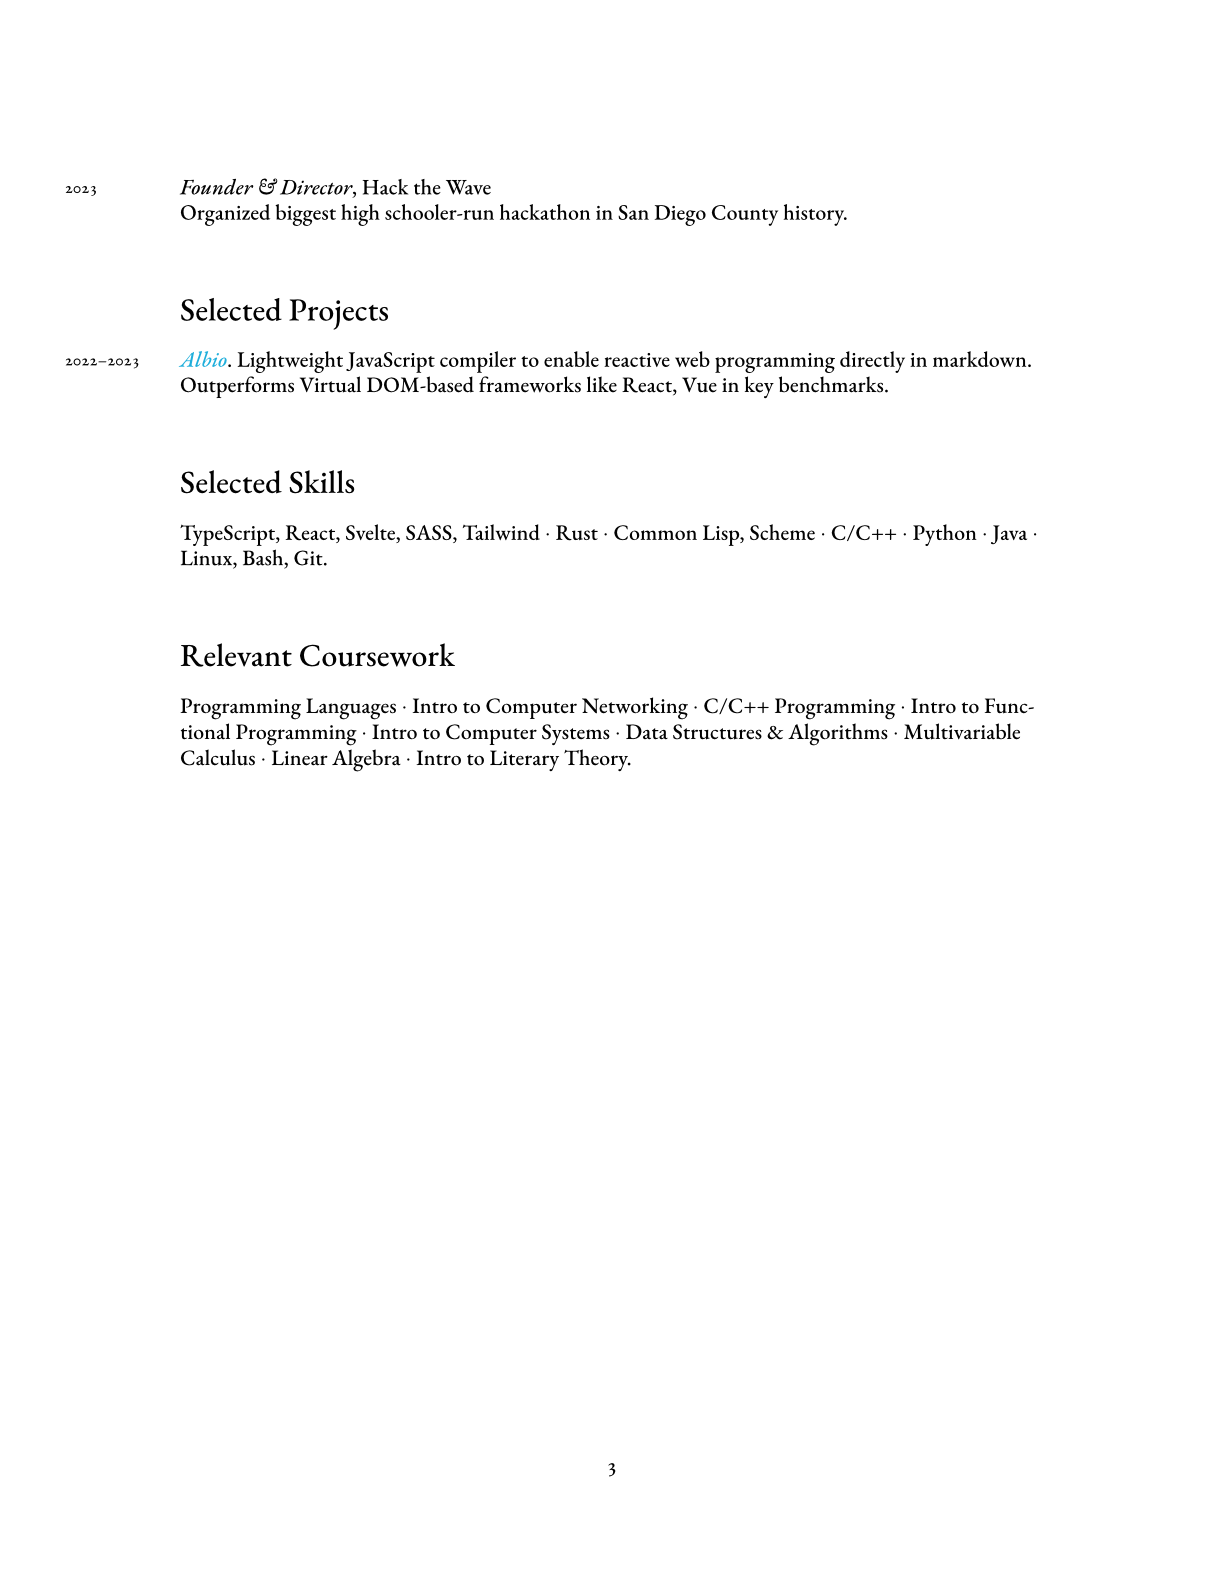 2023 Founder & Director, Hack the Wave
Organized biggest high schooler-run hackathon in San Diego County history.
Selected Projects
2022–2023 Albio. Lightweight JavaScript compiler to enable reactive web programming directly in markdown.
Outperforms Virtual DOM-based frameworks like React, Vue in key benchmarks.
Selected Skills
TypeScript, React, Svelte, SASS, Tailwind · Rust · Common Lisp, Scheme · C/C++ · Python · Java ·
Linux, Bash, Git.
Relevant Coursework
Programming Languages · Intro to Computer Networking · C/C++ Programming · Intro to Func-
tional Programming · Intro to Computer Systems · Data Structures & Algorithms · Multivariable
Calculus · Linear Algebra · Intro to Literary Theory.
3